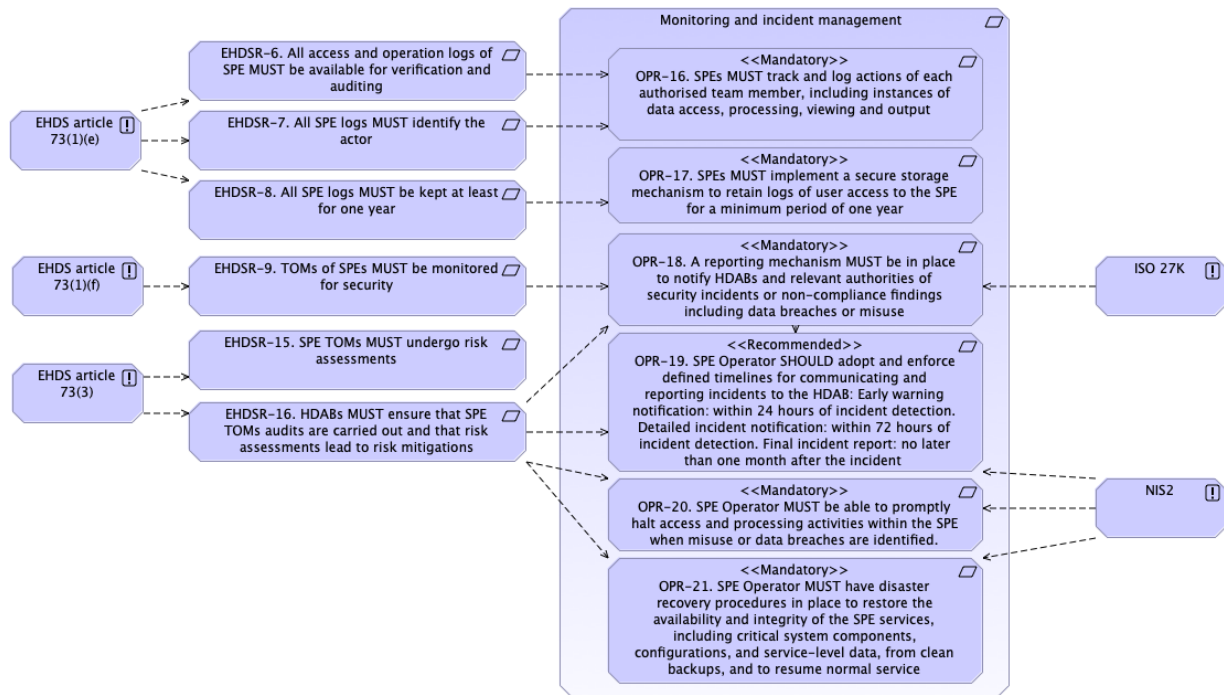 Monitoring and incident management
EHDS article
73(1)(e)
EHDSR-6. All access and operation logs of
SPE MUST be available for verification and
auditing
EHDSR-7. All SPE logs MUST identify the
actor
EHDSR-8. All SPE logs MUST be kept at least
for one year
EHDS article
73(1)(f)
EHDSR-9. TOMs of SPEs MUST be monitored
for security
EHDS article
73(3)
EHDSR-15. SPE TOMs MUST undergo risk
assessments
EHDSR-16. HDABs MUST ensure that SPE
TOMs audits are carried out and that risk
assessments lead to risk mitigations
<<Mandatory>>
OPR-16. SPEs MUST track and log actions of each
authorised team member, including instances of
data access, processing, viewing and output
<<Mandatory>>
OPR-17. SPEs MUST implement a secure storage
mechanism to retain logs of user access to the SPE
for a minimum period of one year
<<Mandatory>>
OPR-18. A reporting mechanism MUST be in place
to notify HDABs and relevant authorities of
security incidents or non-compliance findings
including data breaches or misuse
<<Recommended>>
OPR-19. SPE Operator SHOULD adopt and enforce
defined timelines for communicating and
reporting incidents to the HDAB: Early warning
notification: within 24 hours of incident detection.
Detailed incident notification: within 72 hours of
incident detection. Final incident report: no later
than one month after the incident
<<Mandatory>>
OPR-20. SPE Operator MUST be able to promptly
halt access and processing activities within the SPE
when misuse or data breaches are identified.
<<Mandatory>>
OPR-21. SPE Operator MUST have disaster
recovery procedures in place to restore the
availability and integrity of the SPE services,
including critical system components,
configurations, and service-level data, from clean
backups, and to resume normal service
ISO 27K
NIS2